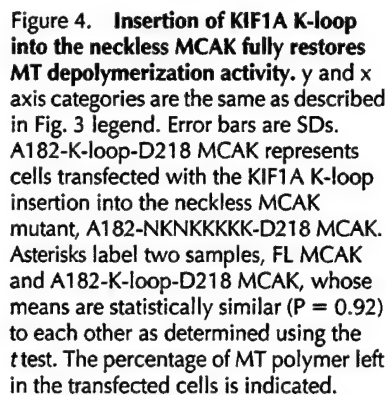 Figure 4. Insertion of KIF1A K-loop
into the neckless MCAK fully restores
MT depolymerization activity. y and x
axis categories are the same as described
in Fig. 3 legend. Error bars are SDs.
A182-K-loop-D218 MCAK represents
cells transfected with the KIF1A K-loop
insertion into the neckless MCAK
mutant, A182-NKNKKKKK-D218 MCAK.
Asterisks label two samples, FL MCAK
and A182-K-loop-D218 MCAK, whose
means are statistically similar (P = 0.92)
to each other as determined using the
t test. The percentage of MT polymer left
in the transfected cells is indicated.